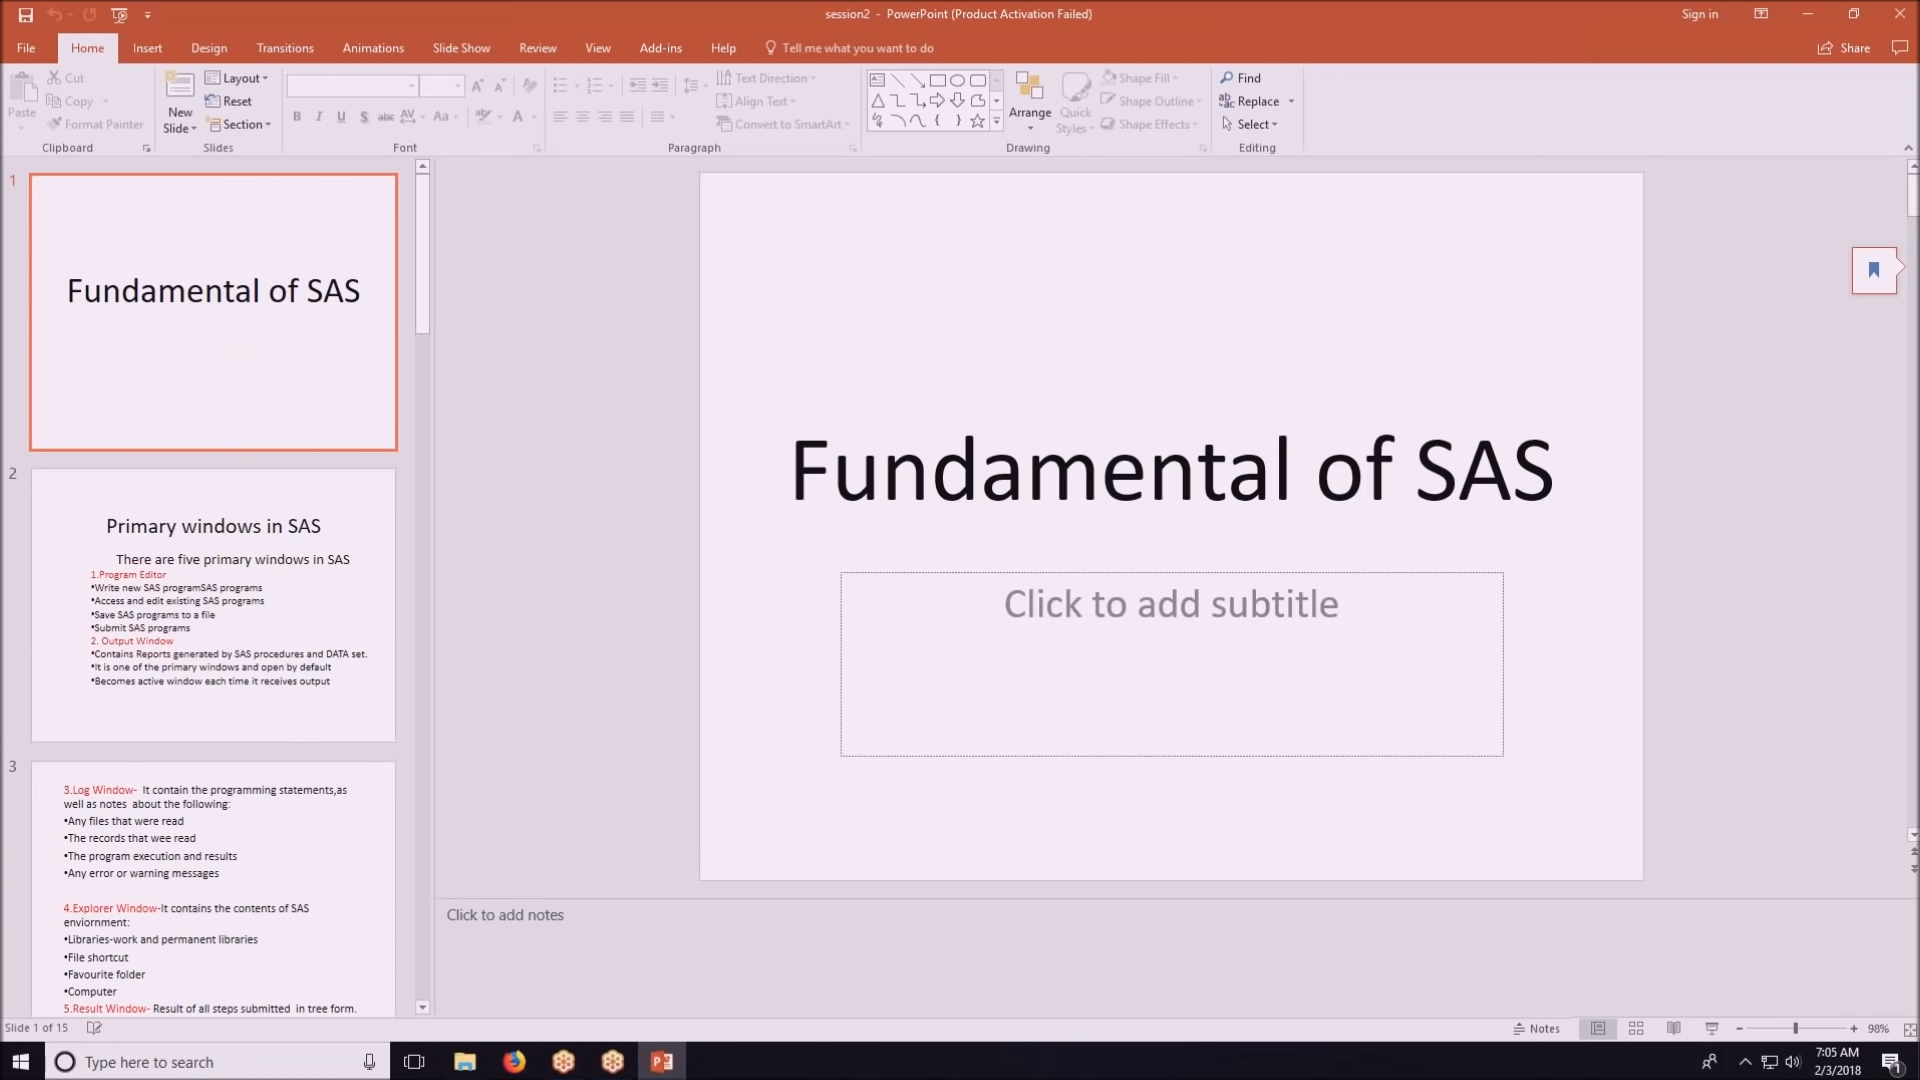 session2 - PowerPoint (Product Activation Failed)
Sign in
File Home Insert Design Transitions Animations Slide Show Review View Add-ins Help Tell me what you want to do Share
Paste
Cut
Copy
Format Painter
Clipboard
New Slide
Layout
Reset
Section
Slides
B I U S abc AV Aa A
Font
Text Direction
Align Text
Convert to SmartArt
Paragraph
Arrange
Quick Styles
Shape Fill
Shape Outline
Shape Effects
Drawing
Find
Replace
Select
Editing
1
Fundamental of SAS
2
Primary windows in SAS
There are five primary windows in SAS
1.Program Editor
•Write new SAS programSAS programs
•Access and edit existing SAS programs
•Save SAS programs to a file
•Submit SAS programs
2. Output Window
•Contains Reports generated by SAS procedures and DATA set.
•It is one of the primary windows and open by default
•Becomes active window each time it receives output
3
3.Log Window- It contain the programming statements,as
well as notes about the following:
•Any files that were read
•The records that wee read
•The program execution and results
•Any error or warning messages
4.Explorer Window-It contains the contents of SAS
enviornment:
•Libraries-work and permanent libraries
•File shortcut
•Favourite folder
•Computer
5.Result Window- Result of all steps submitted in tree form.
Fundamental of SAS
Click to add subtitle
Click to add notes
Slide 1 of 15
Notes
98%
Type here to search
7:05 AM
2/3/2018
1